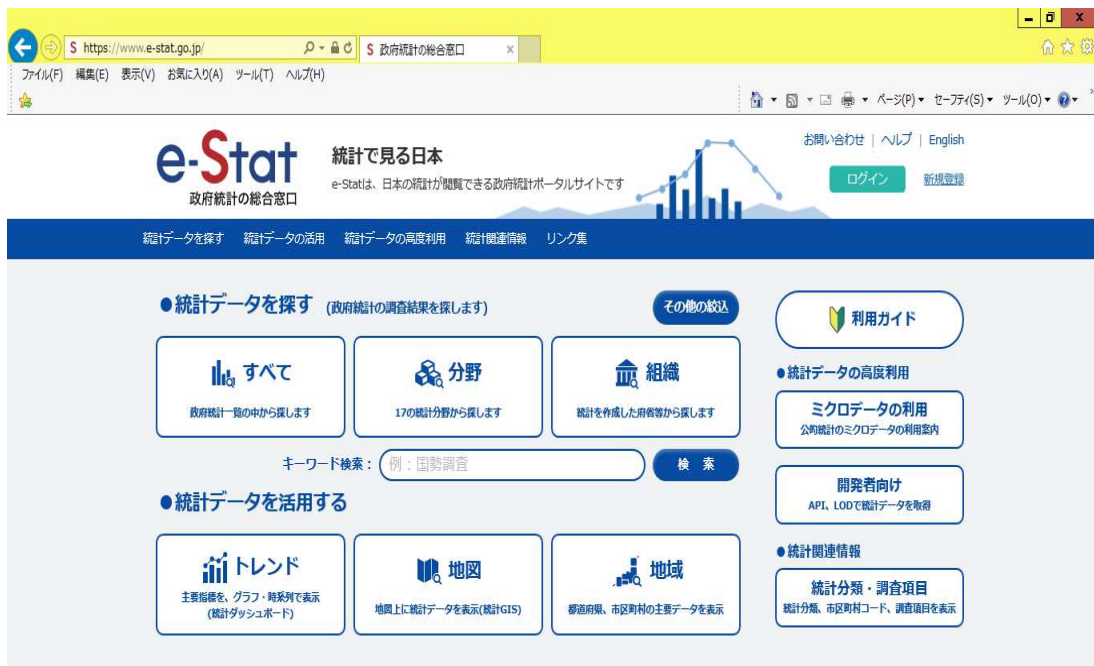 https://www.e-stat.go.jp/
S 政府統計の総合窓口 ×
ファイル(F) 編集(E) 表示(V) お気に入り(A) ツール(T) ヘルプ(H)
ページ(P) セーフティ(S) ツール(O)
お問い合わせ | ヘルプ | English
e-Stat
政府統計の総合窓口
統計で見る日本
e-Statは、日本の統計が閲覧できる政府統計ポータルサイトです
ログイン 新規登録
統計データを探す 統計データの活用 統計データの高度利用 統計関連情報 リンク集
●統計データを探す (政府統計の調査結果を探します)
その他の絞込
すべて
政府統計一覧の中から探します
分野
17の統計分野から探します
組織
統計を作成した府省等から探します
キーワード検索: 例:国勢調査 検索
●統計データを活用する
トレンド
主要指標を、グラフ・時系列で表示
(統計ダッシュボード)
地図
地図上に統計データを表示(統計GIS)
地域
都道府県、市区町村の主要データを表示
利用ガイド
●統計データの高度利用
ミクロデータの利用
公的統計のミクロデータの利用案内
開発者向け
API、LODで統計データを取得
●統計関連情報
統計分類・調査項目
統計分類、市区町村コード、調査項目を表示